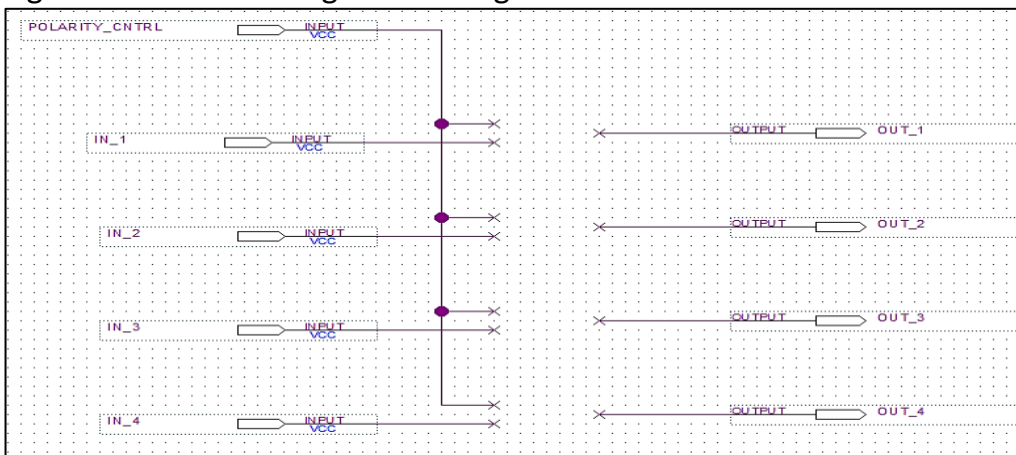 POLARITY_CNTRL INPUT
VCC
IN_1 INPUT OUTPUT OUT_1
VCC
IN_2 INPUT OUTPUT OUT_2
VCC
IN_3 INPUT OUTPUT OUT_3
VCC
IN_4 INPUT OUTPUT OUT_4
VCC